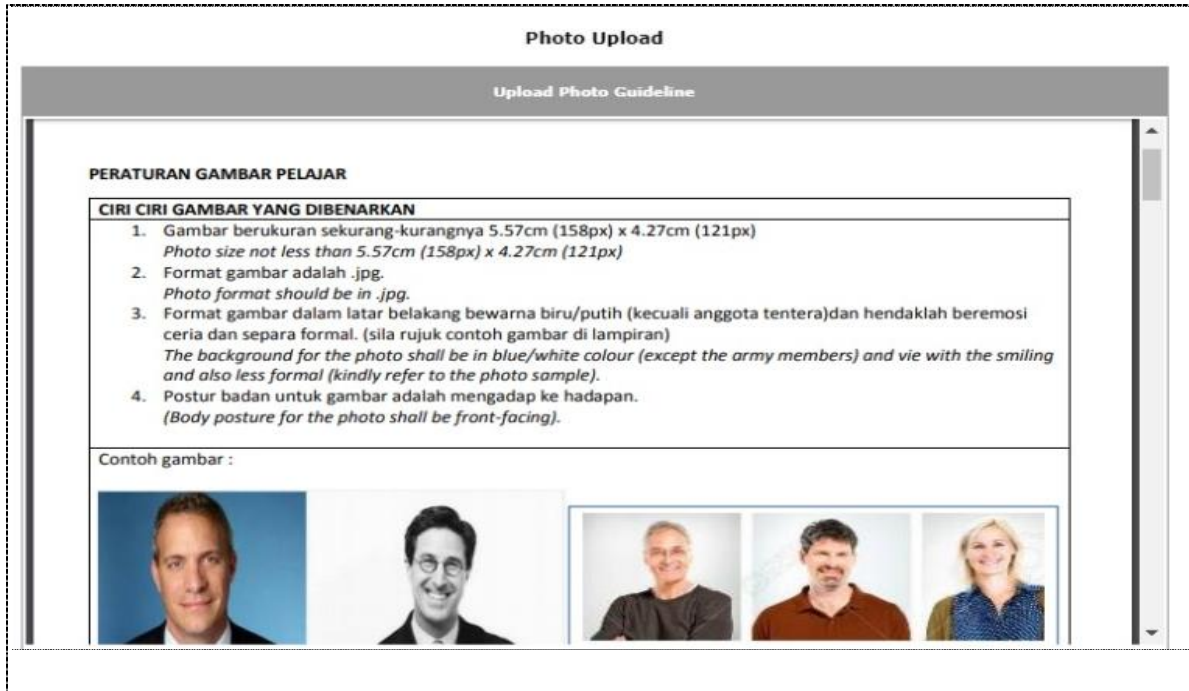 Photo Upload
Upload Photo Guideline
PERATURAN GAMBAR PELAJAR
CIRI CIRI GAMBAR YANG DIBENARKAN
1. Gambar berukuran sekurang-kurangnya 5.57cm (158px) x 4.27cm (121px)
Photo size not less than 5.57cm (158px) x 4.27cm (121px)
2. Format gambar adalah .jpg.
Photo format should be in .jpg.
3. Format gambar dalam latar belakang bewarna biru/putih (kecuali anggota tentera)dan hendaklah beremosi
ceria dan separa formal. (sila rujuk contoh gambar di lampiran)
The background for the photo shall be in blue/white colour (except the army members) and vie with the smiling
and also less formal (kindly refer to the photo sample).
4. Postur badan untuk gambar adalah mengadap ke hadapan.
(Body posture for the photo shall be front-facing).
Contoh gambar :